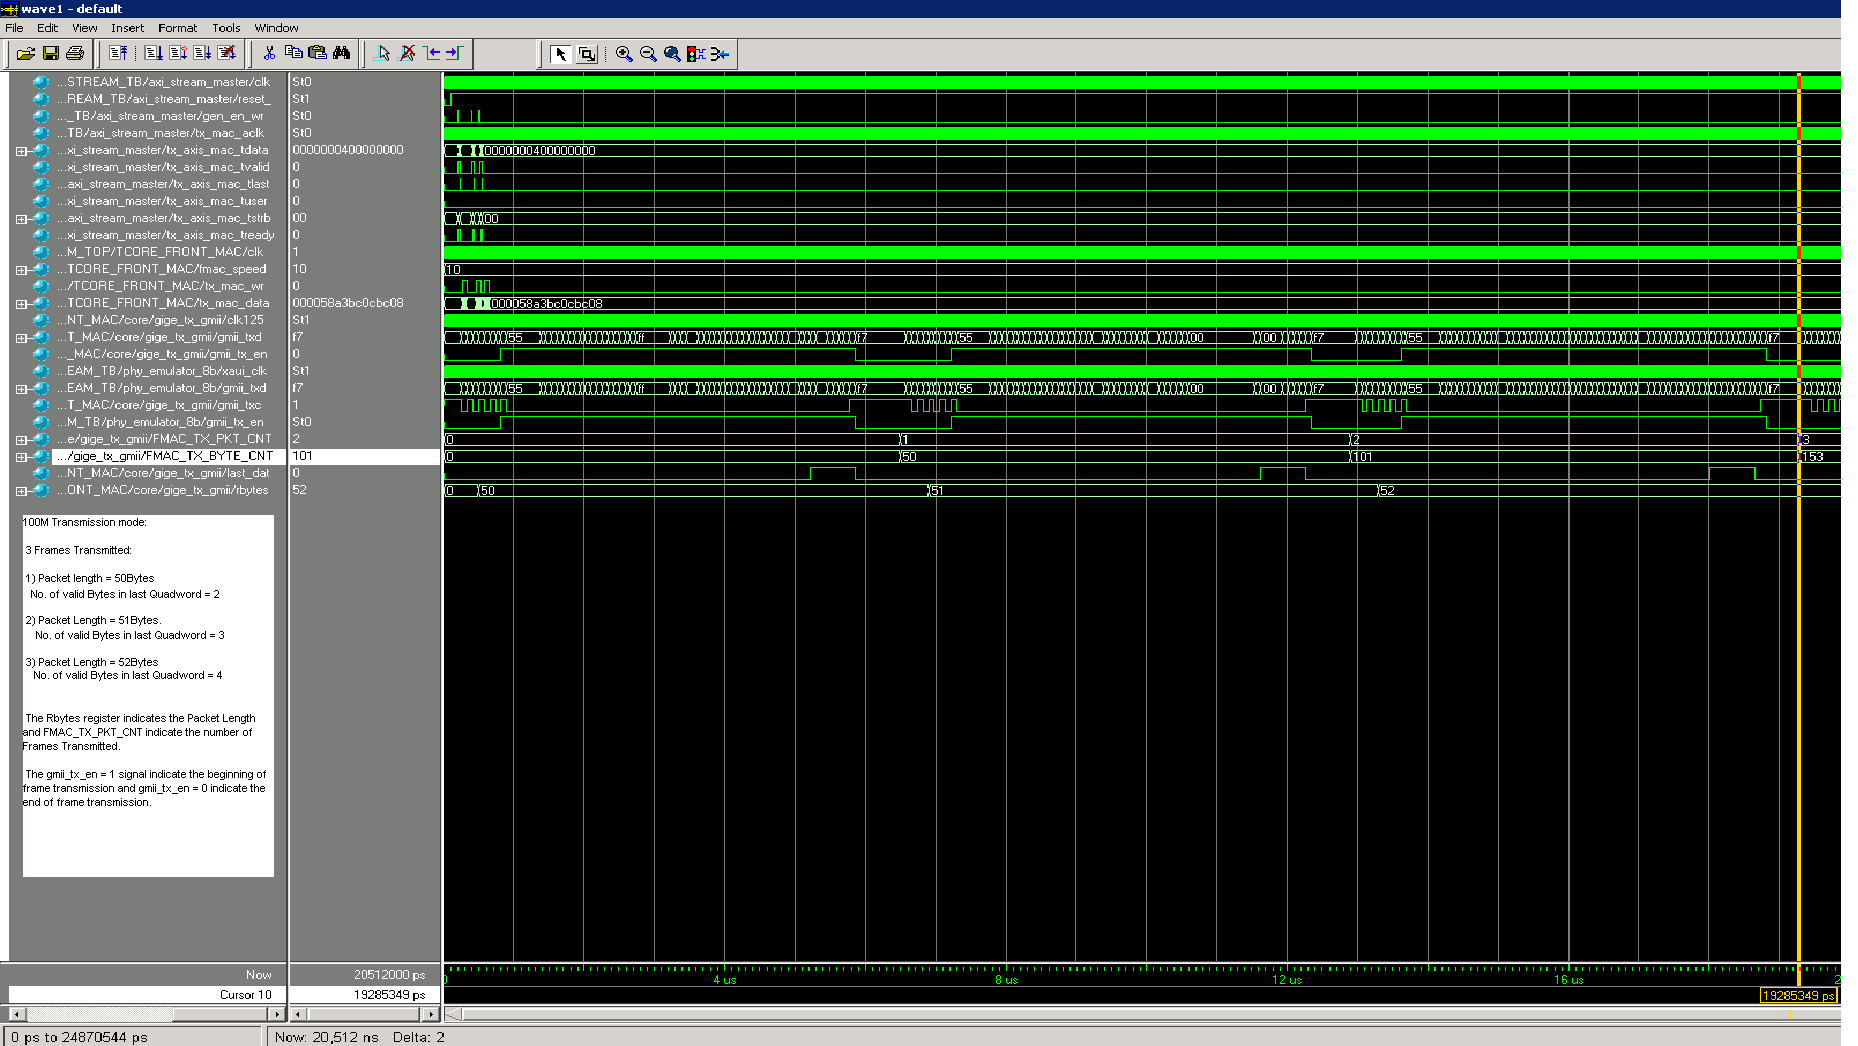 wave1 - default
File Edit View Insert Format Tools Window
...STREAM_TB/axi_stream_master/clk St0
...REAM_TB/axi_stream_master/reset_ St1
..._TB/axi_stream_master/gen_en_wr St0
...TB/axi_stream_master/tx_mac_aclk St0
...xi_stream_master/tx_axis_mac_tdata 0000000400000000 0000000400000000
...xi_stream_master/tx_axis_mac_tvalid 0
...axi_stream_master/tx_axis_mac_tlast 0
...xi_stream_master/tx_axis_mac_tuser 0
...axi_stream_master/tx_axis_mac_tstrb 00 00
...xi_stream_master/tx_axis_mac_tready 0
...M_TOP/TCORE_FRONT_MAC/clk 1
...TCORE_FRONT_MAC/fmac_speed 10 10
.../TCORE_FRONT_MAC/tx_mac_wr 0
...TCORE_FRONT_MAC/tx_mac_data 000058a3bc0cbc08 000058a3bc0cbc08
...NT_MAC/core/gige_tx_gmii/clk125 St1
...T_MAC/core/gige_tx_gmii/gmii_txd f7 55 ff f7 55 00 00 f7 55 f7
..._MAC/core/gige_tx_gmii/gmii_tx_en 0
...EAM_TB/phy_emulator_8b/xaui_clk St1
...EAM_TB/phy_emulator_8b/gmii_txd f7 55 ff f7 55 00 00 f7 55 f7
...T_MAC/core/gige_tx_gmii/gmii_txc 1
...M_TB/phy_emulator_8b/gmii_tx_en St0
...e/gige_tx_gmii/FMAC_TX_PKT_CNT 2 0 1 2 3
.../gige_tx_gmii/FMAC_TX_BYTE_CNT 101 0 50 101 153
...NT_MAC/core/gige_tx_gmii/last_dat 0
...ONT_MAC/core/gige_tx_gmii/rbytes 52 0 50 51 52
100M Transmission mode:
3 Frames Transmitted:
1) Packet length = 50Bytes
No. of valid Bytes in last Quadword = 2
2) Packet Length = 51Bytes.
No. of valid Bytes in last Quadword = 3
3) Packet Length = 52Bytes
No. of valid Bytes in last Quadword = 4
The Rbytes register indicates the Packet Length
and FMAC_TX_PKT_CNT indicate the number of
Frames Transmitted.
The gmii_tx_en = 1 signal indicate the beginning of
frame transmission and gmii_tx_en = 0 indicate the
end of frame transmission.
Now 20512000 ps 4 us 8 us 12 us 16 us
Cursor 10 19285349 ps 19285349 ps
0 ps to 24870544 ps Now: 20,512 ns Delta: 2